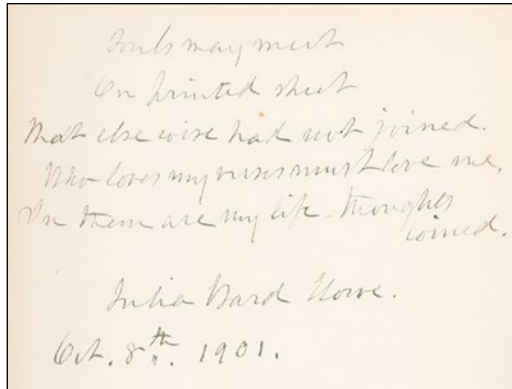 Souls may meet
On printed sheet
That else wise had not joined.
Who loves my verses must love me,
In them are my life-thoughts
coined.
Julia Ward Howe.
Oct. 8th. 1901.